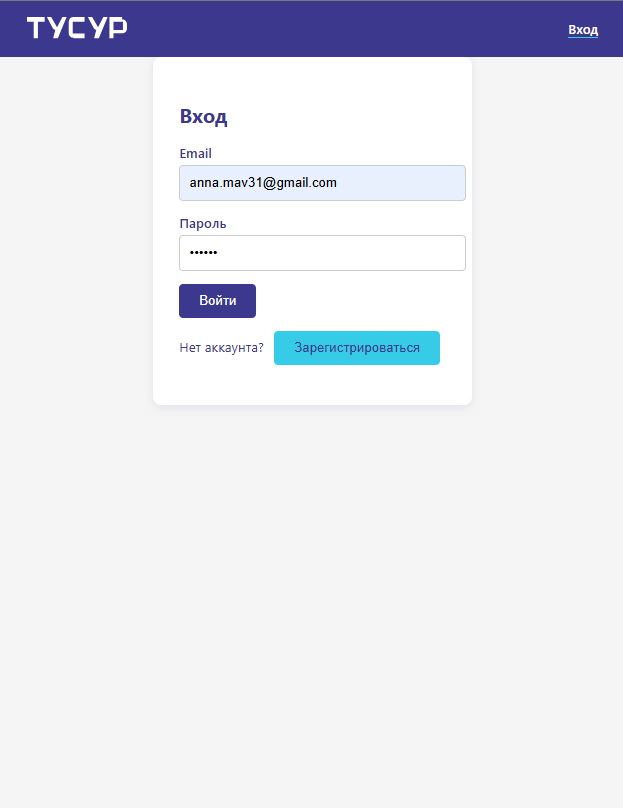 ТУСУР
Вход
Вход
Email
anna.mav31@gmail.com
Пароль
••••••
Войти
Нет аккаунта? Зарегистрироваться